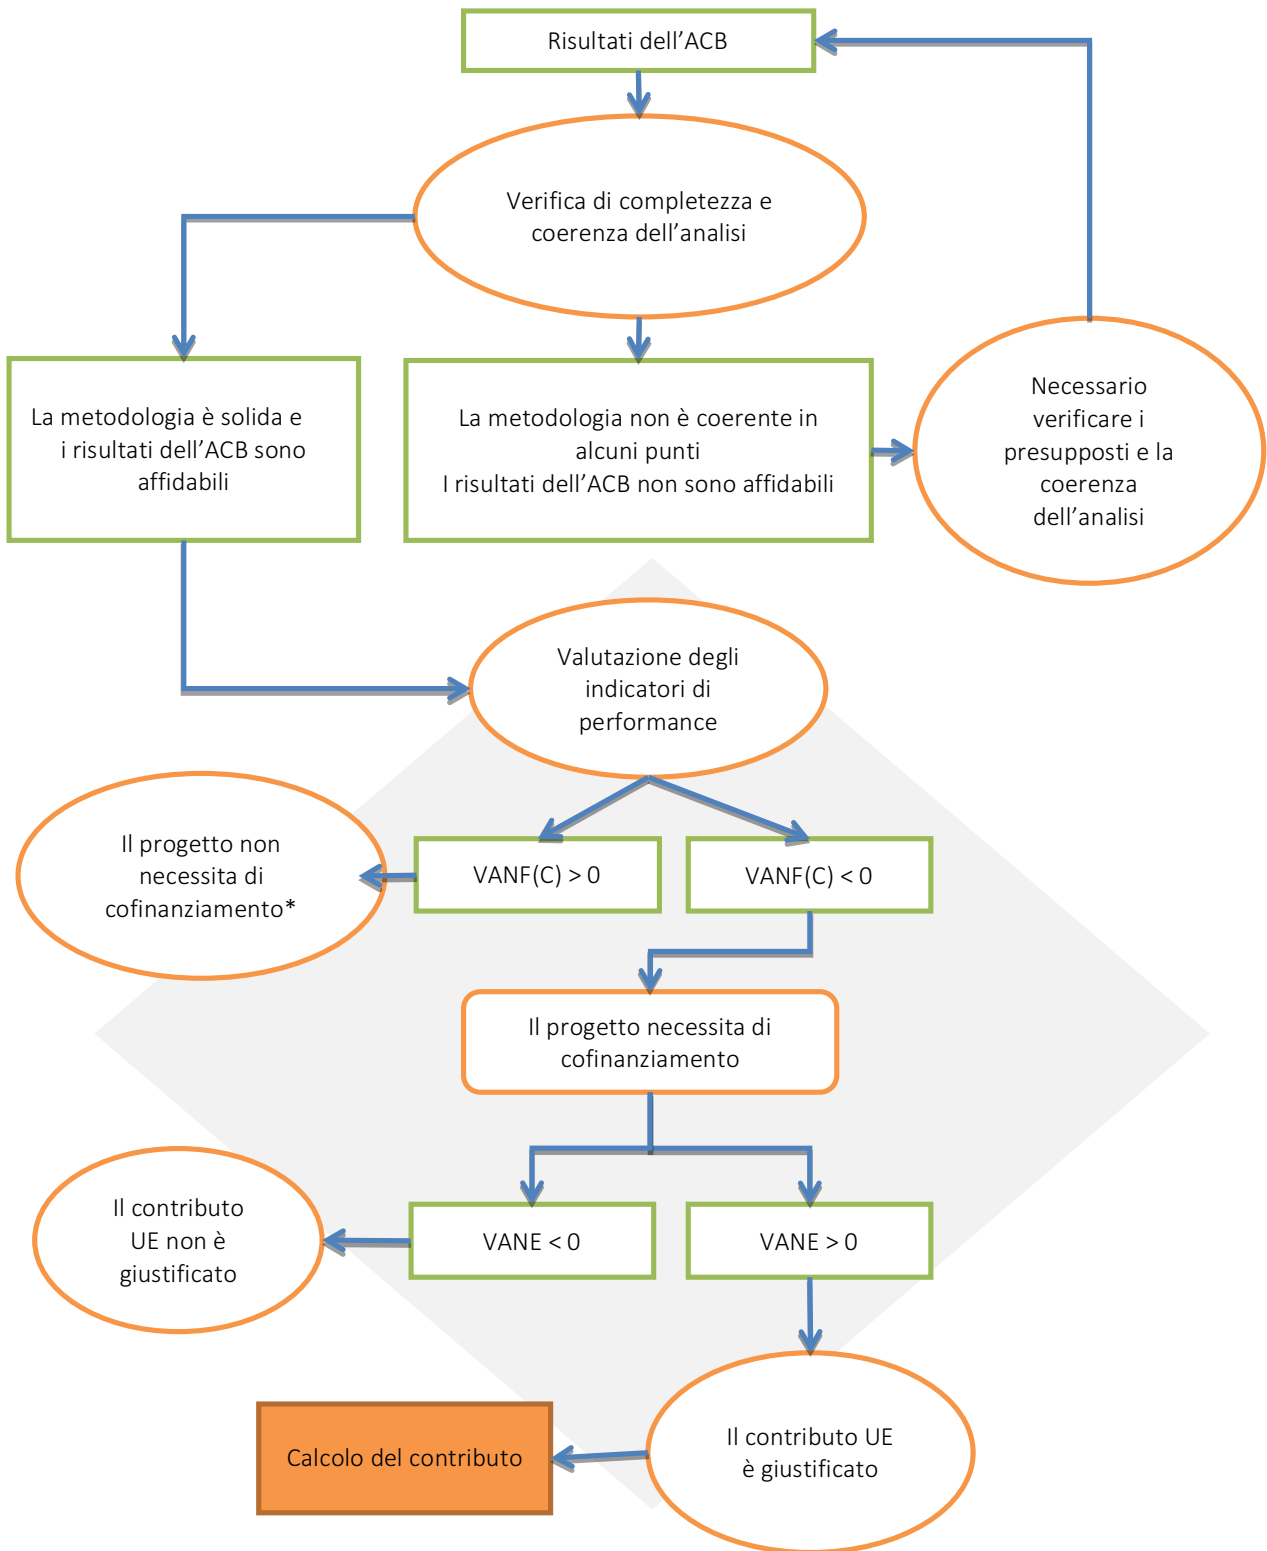 Risultati dell'ACB
Verifica di completezza e
coerenza dell'analisi
La metodologia è solida e
i risultati dell'ACB sono
affidabili
La metodologia non è coerente in
alcuni punti
I risultati dell'ACB non sono affidabili
Necessario
verificare i
presupposti e la
coerenza
dell'analisi
Valutazione degli
indicatori di
performance
Il progetto non
necessita di
cofinanziamento*
VANF(C) > 0
VANF(C) < 0
Il progetto necessita di
cofinanziamento
Il contributo
UE non è
giustificato
VANE < 0
VANE > 0
Calcolo del contributo
Il contributo UE
è giustificato